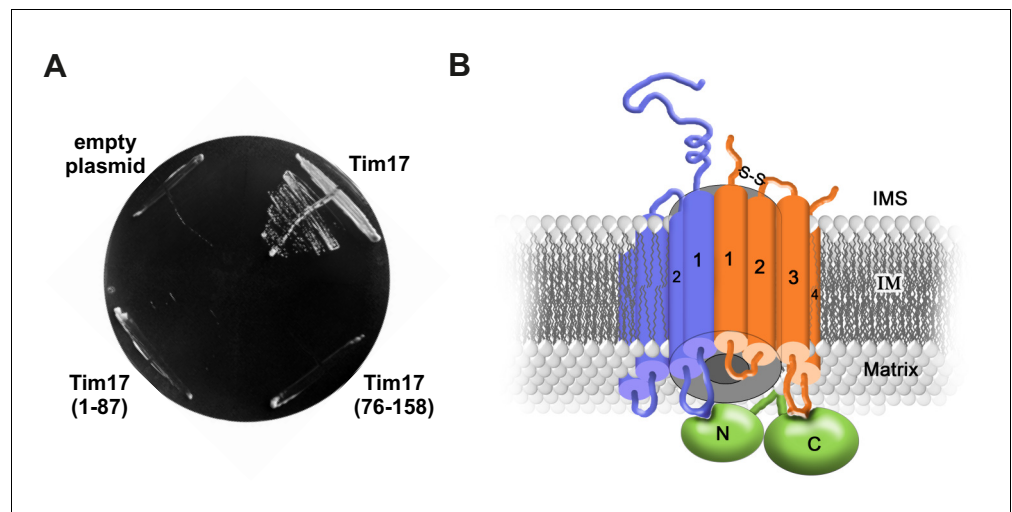 A
B
empty
plasmid
Tim17
Tim17
(1-87)
Tim17
(76-158)
S-S
IMS
2
1
1
2
3
4
IM
Matrix
N
C